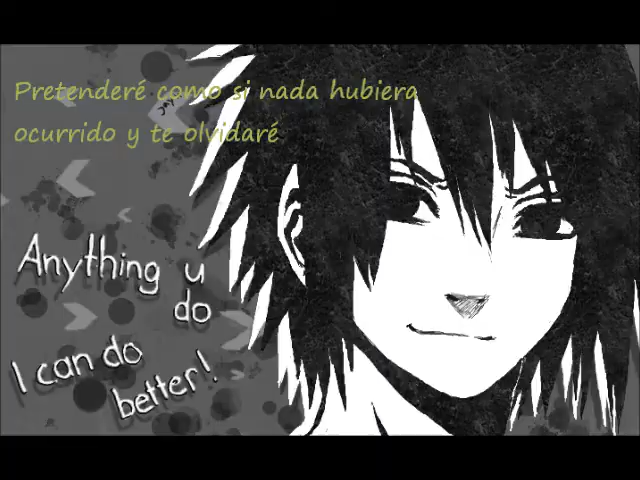 Pretenderé como si nada hubiera
ocurrido y te olvidaré
Anything u
do
I can do
better!